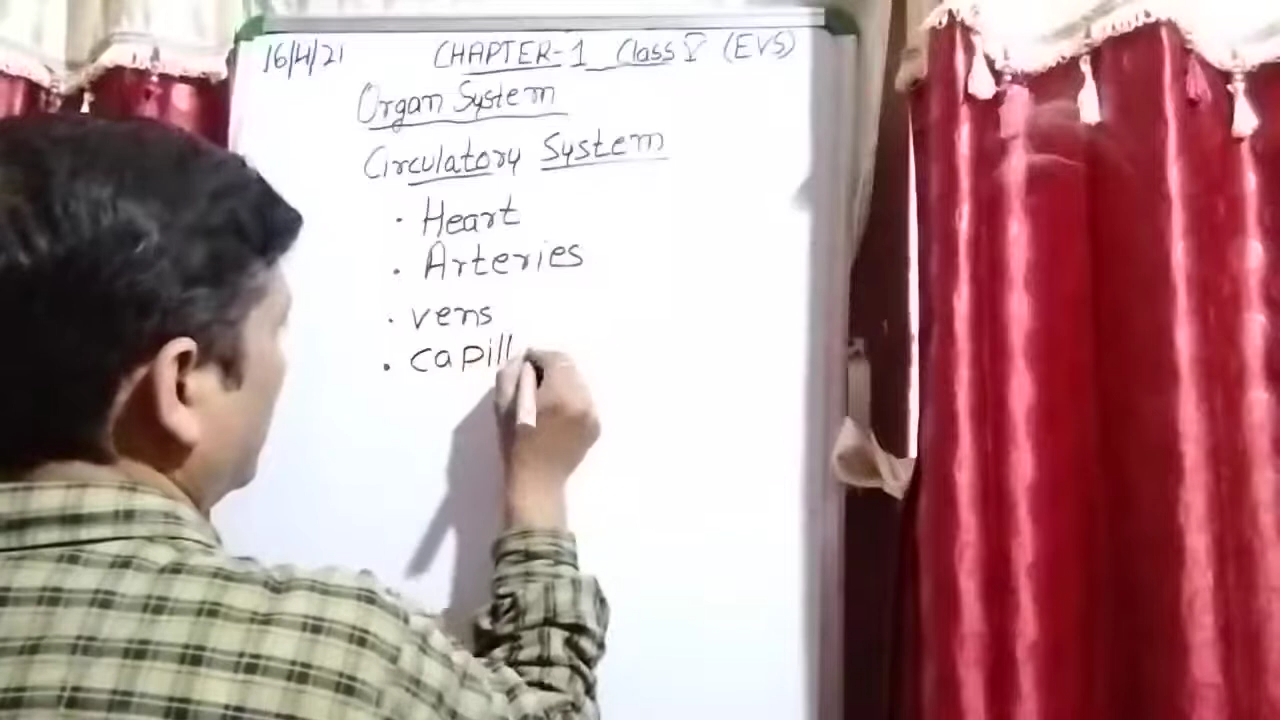 16/4/21 CHAPTER-1 Class V (EVS)
Organ System
Circulatory System
· Heart
· Arteries
· vens
· capill